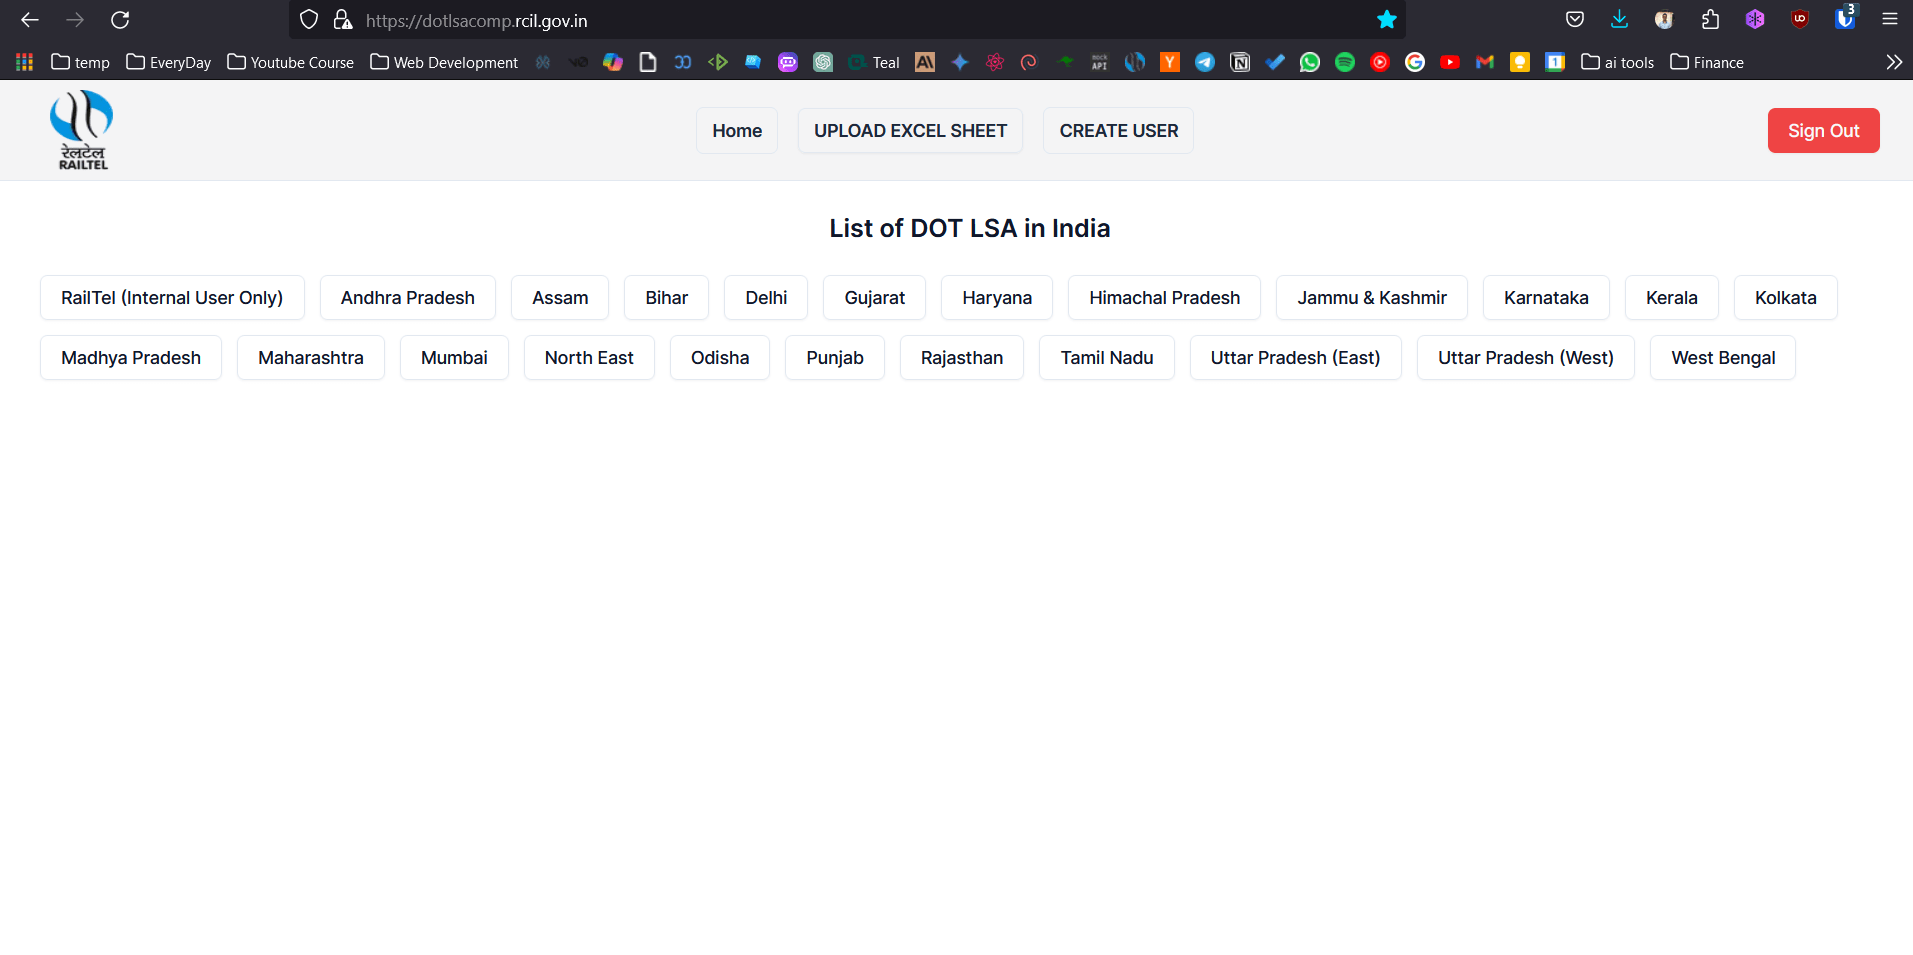 https://dotlsacomp.rcil.gov.in
3
temp EveryDay Youtube Course Web Development Teal mock API ai tools Finance
रेलटेल
RAILTEL
Home UPLOAD EXCEL SHEET CREATE USER Sign Out
List of DOT LSA in India
RailTel (Internal User Only) Andhra Pradesh Assam Bihar Delhi Gujarat Haryana Himachal Pradesh Jammu & Kashmir Karnataka Kerala Kolkata
Madhya Pradesh Maharashtra Mumbai North East Odisha Punjab Rajasthan Tamil Nadu Uttar Pradesh (East) Uttar Pradesh (West) West Bengal